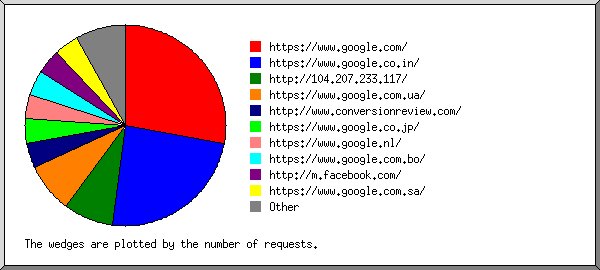 https://www.google.com/
https://www.google.co.in/
http://104.207.233.117/
https://www.google.com.ua/
http://www.conversionreview.com/
https://www.google.co.jp/
https://www.google.nl/
https://www.google.com.bo/
http://m.facebook.com/
https://www.google.com.sa/
Other
The wedges are plotted by the number of requests.